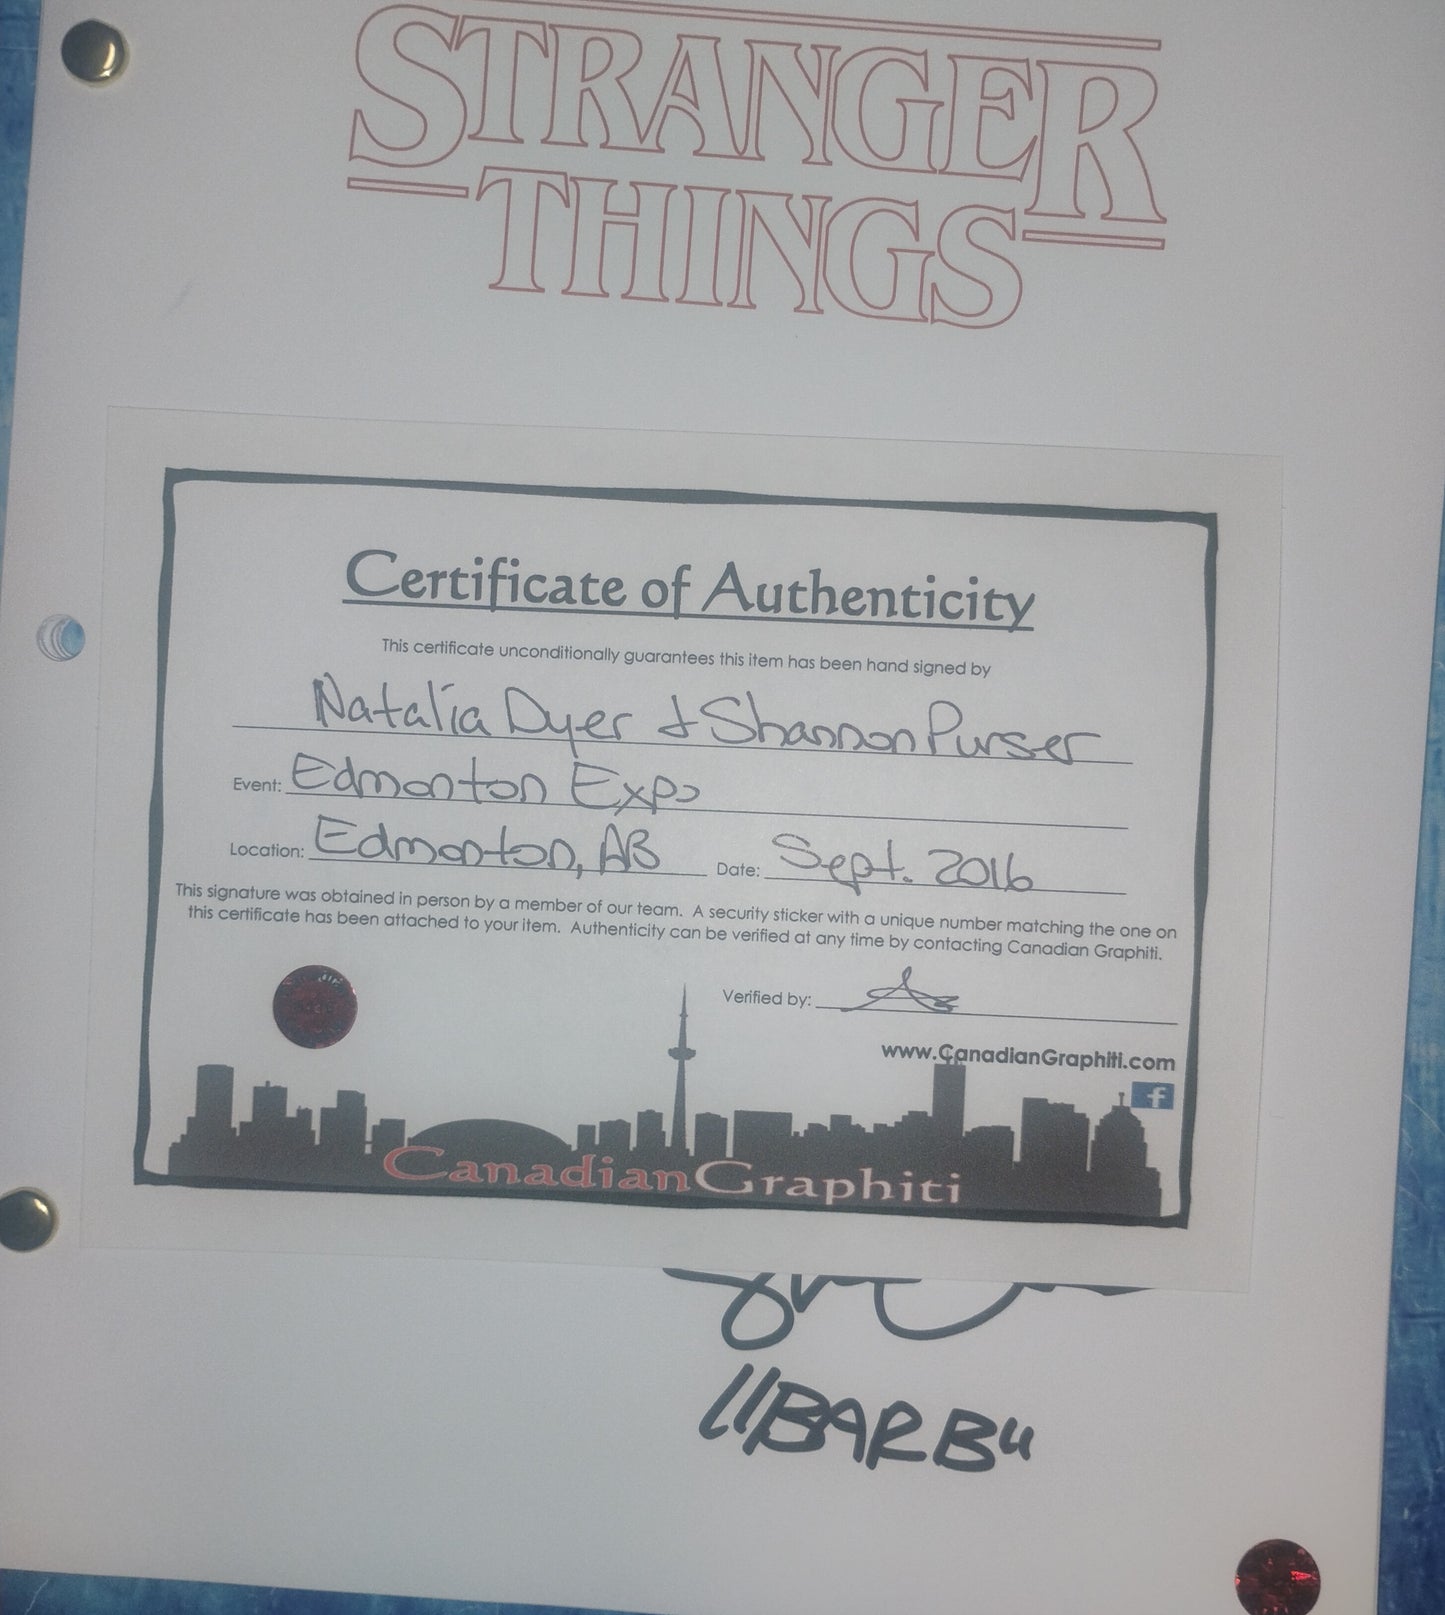 STRANGER
THINGS
Certificate of Authenticity
This certificate unconditionally guarantees this item has been hand signed by
Natalia Dyer & Shannon Purser
Event: Edmonton Expo
Location: Edmonton, AB Date: Sept. 2016
This signature was obtained in person by a member of our team. A security sticker with a unique number matching the one on
this certificate has been attached to your item. Authenticity can be verified at any time by contacting Canadian Graphiti.
Verified by:
www.CanadianGraphiti.com
f
CanadianGraphiti
"BARB"